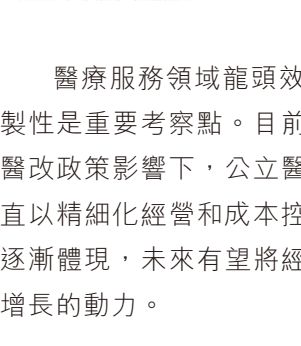 醫療服務領域龍頭效
製性是重要考察點。目前
醫改政策影響下，公立醫
直以精細化經營和成本控
逐漸體現，未來有望將經
增長的動力。